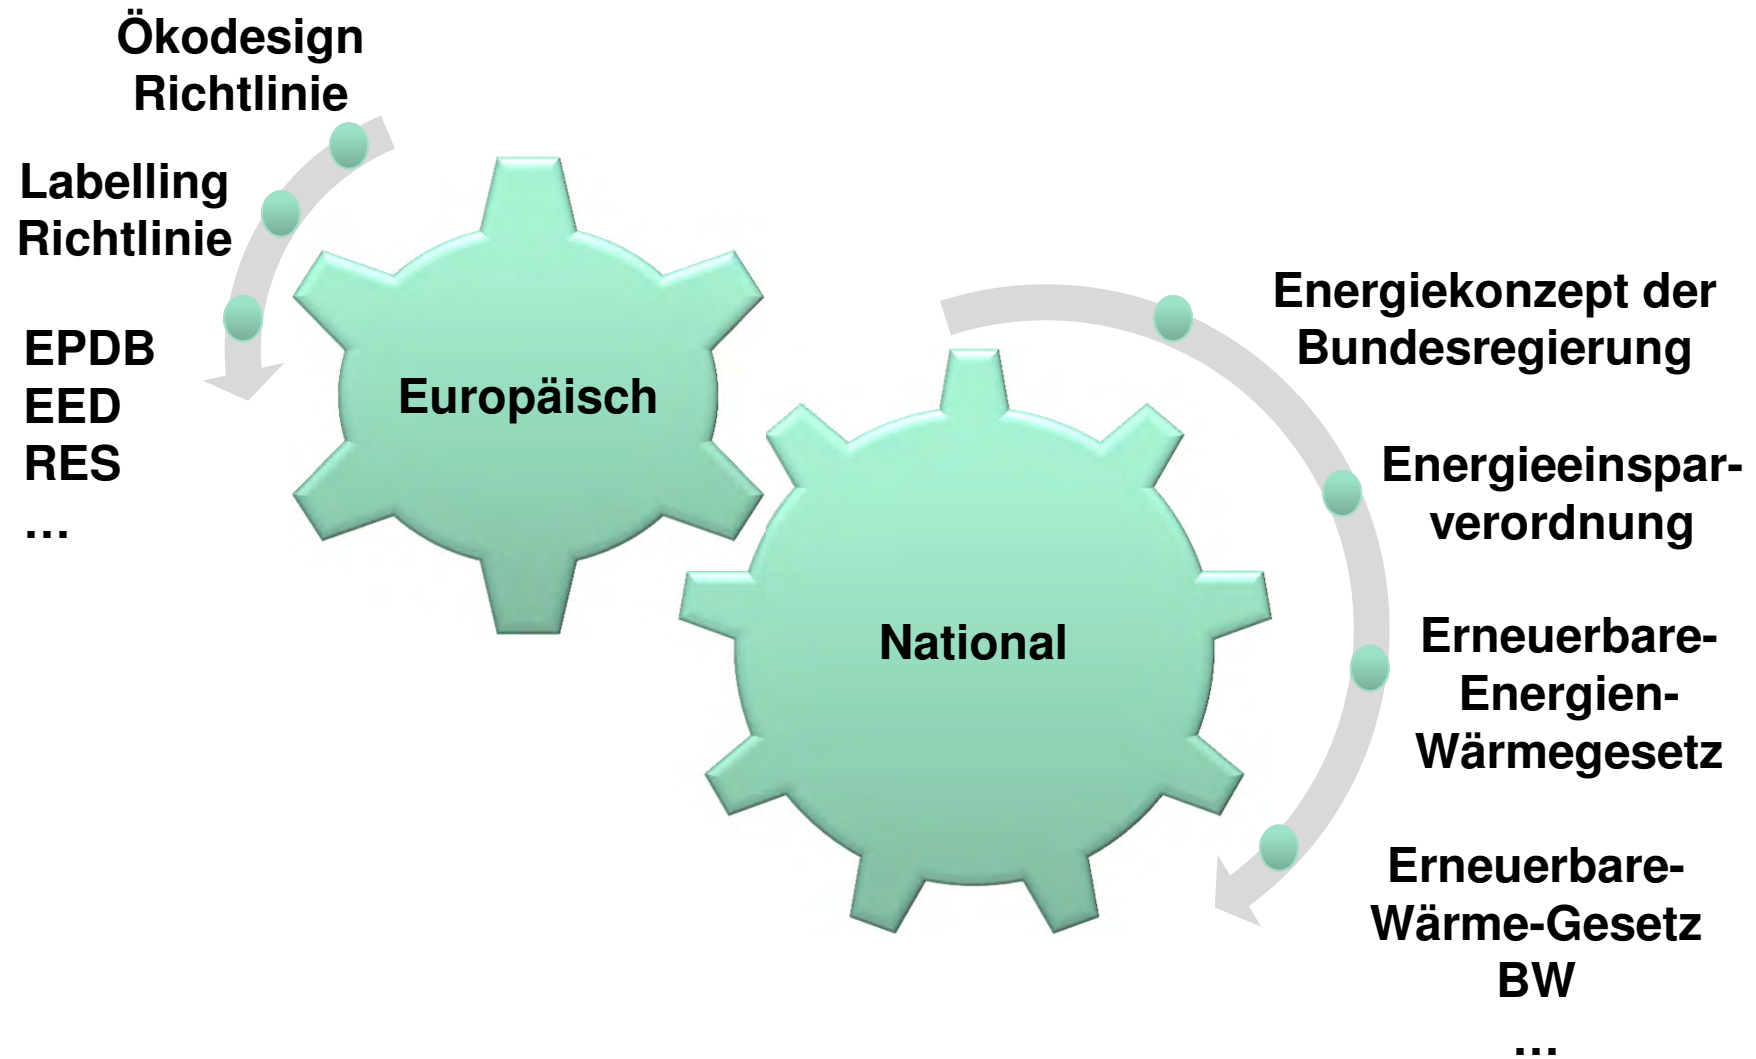 Ökodesign
Richtlinie
Labelling
Richtlinie
EPDB
EED
RES
...
Europäisch
National
Energiekonzept der
Bundesregierung
Energieeinspar-
verordnung
Erneuerbare-
Energien-
Wärmegesetz
Erneuerbare-
Wärme-Gesetz
BW
...